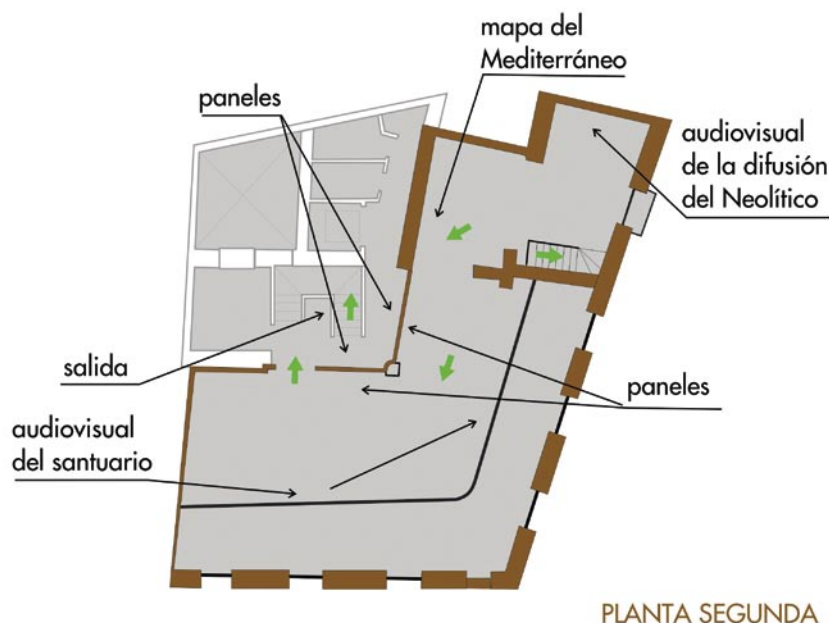 mapa del
Mediterráneo
paneles
audiovisual
de la difusión
del Neolítico
salida
paneles
audiovisual
del santuario
PLANTA SEGUNDA